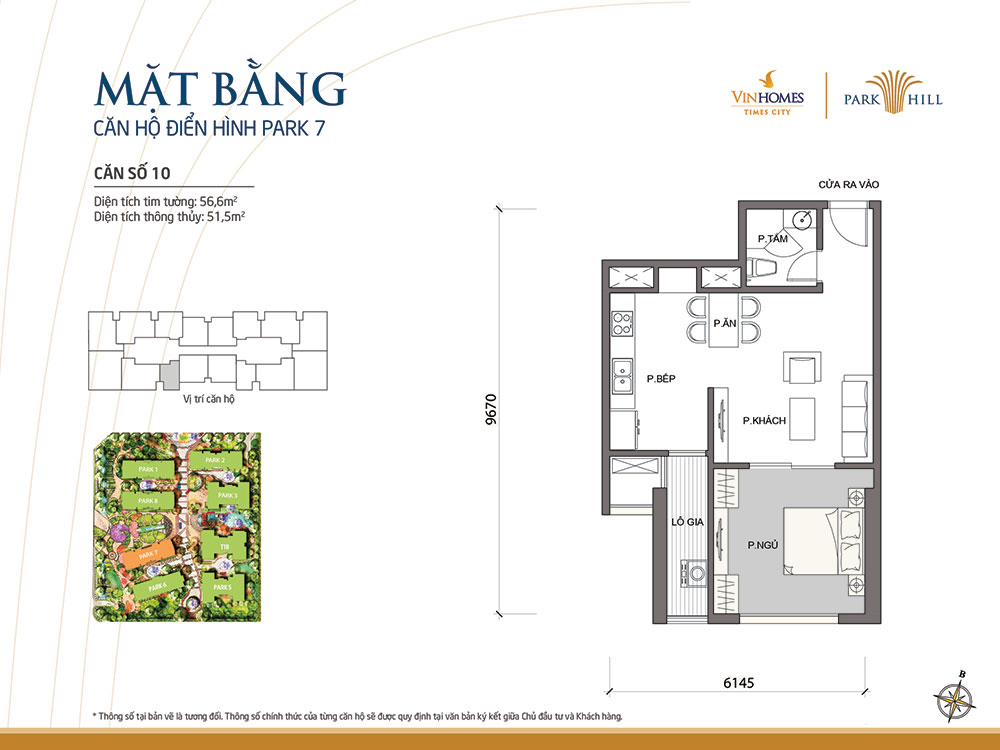 MẶT BẰNG
CĂN HỘ ĐIỂN HÌNH PARK 7
VINHOMES
TIMES CITY
PARK HILL
CĂN SỐ 10
Diện tích tim tường: 56,6m²
Diện tích thông thủy: 51,5m²
Vị trí căn hộ
PARK 1
PARK 2
PARK 8
PARK 3
PARK 7
T18
PARK 6
PARK 5
CỬA RA VÀO
P.TẮM
P.ĂN
P.BẾP
P.KHÁCH
LÔ GIA
P.NGỦ
9670
6145
B
* Thông số tại bản vẽ là tương đối. Thông số chính thức của từng căn hộ sẽ được quy định tại văn bản ký kết giữa Chủ đầu tư và Khách hàng.